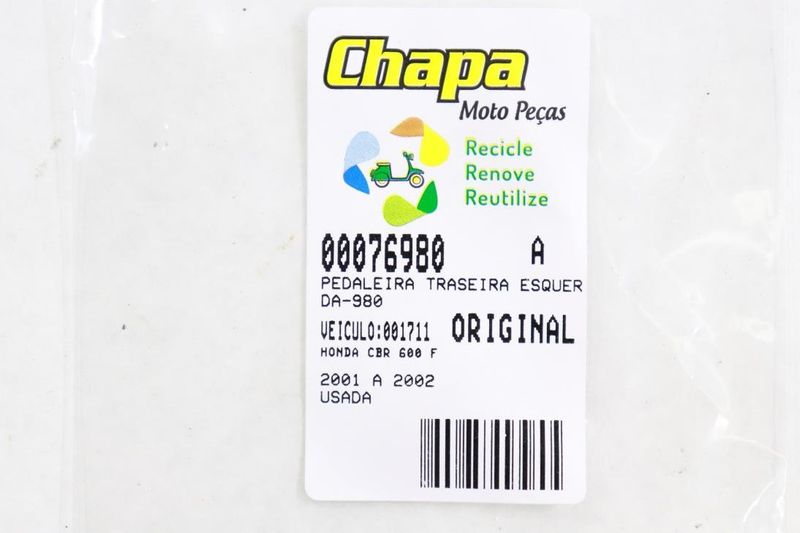 Chapa
Moto Peças
Recicle
Renove
Reutilize
00076980 A
PEDALEIRA TRASEIRA ESQUER
DA-980
VEICULO:001711 ORIGINAL
HONDA CBR 600 F
2001 A 2002
USADA